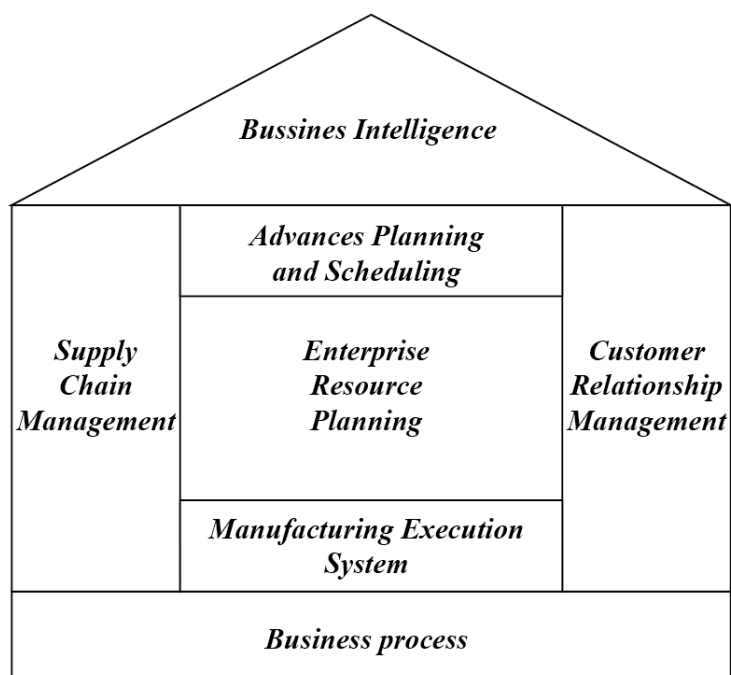 Bussines Intelligence
Advances Planning
and Scheduling
Supply
Chain
Management
Enterprise
Resource
Planning
Customer
Relationship
Management
Manufacturing Execution
System
Business process